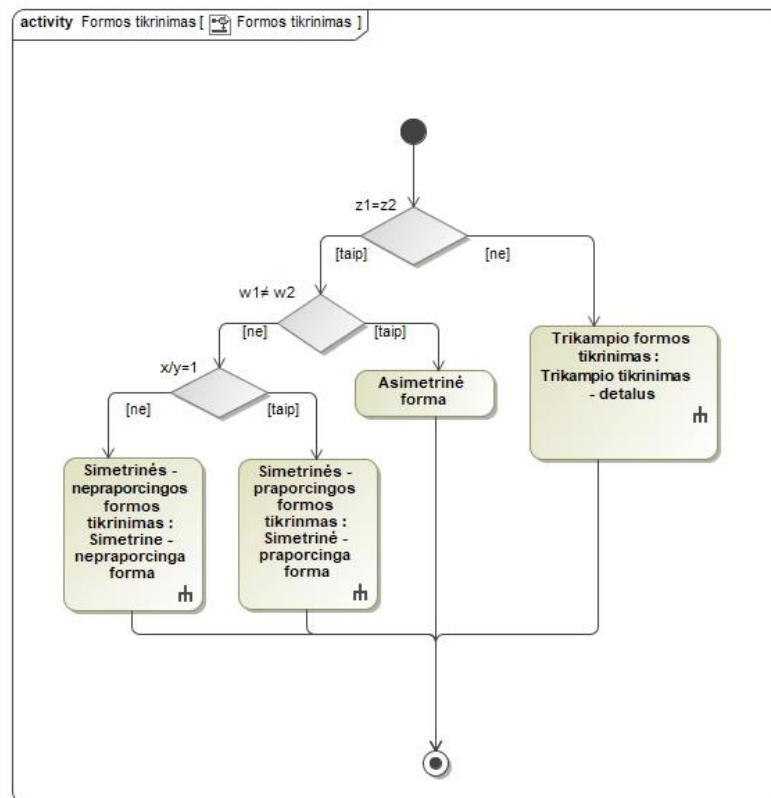 activity Formos tikrinimas [ Formos tikrinimas ]
z1=z2
[taip]
[ne]
w1≠ w2
[ne]
[taip]
x/y=1
[ne]
[taip]
Asimetrinė
forma
Trikampio formos
tikrinimas :
Trikampio tikrinimas
- detalus
Simetrinės -
nepraporcingos
formos
tikrinimas :
Simetrine -
nepraporcinga
forma
Simetrinės -
praporcingos
formos
tikrinmas :
Simetrinė -
praporcinga
forma